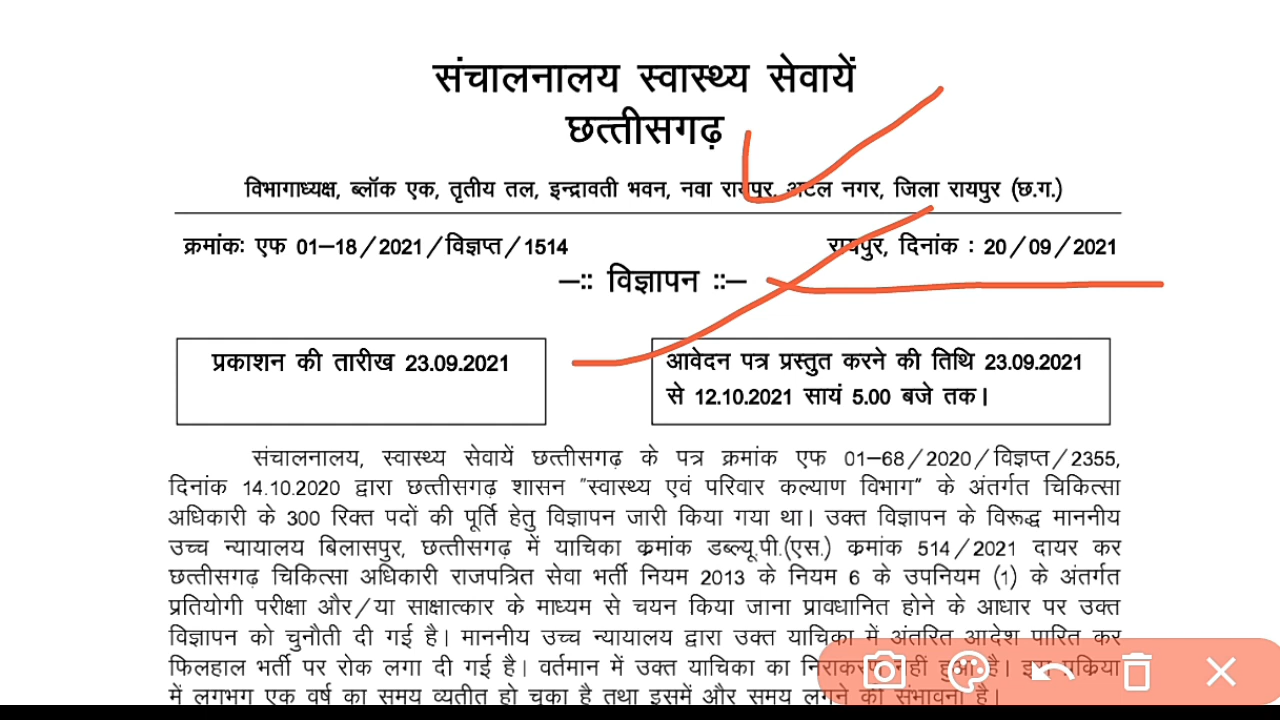 संचालनालय स्वास्थ्य सेवायें
छत्तीसगढ़
विभागाध्यक्ष, ब्लॉक एक, तृतीय तल, इन्द्रावती भवन, नवा रायपुर, अटल नगर, जिला रायपुर (छ.ग.)
क्रमांकः एफ 01–18/2021/विज्ञप्त/1514
रायपुर, दिनांक : 20/09/2021
–:: विज्ञापन ::–
प्रकाशन की तारीख 23.09.2021
आवेदन पत्र प्रस्तुत करने की तिथि 23.09.2021
से 12.10.2021 सायं 5.00 बजे तक।
संचालनालय, स्वास्थ्य सेवायें छत्तीसगढ़ के पत्र क्रमांक एफ 01–68/2020/विज्ञप्त/2355,
दिनांक 14.10.2020 द्वारा छत्तीसगढ़ शासन "स्वास्थ्य एवं परिवार कल्याण विभाग" के अंतर्गत चिकित्सा
अधिकारी के 300 रिक्त पदों की पूर्ति हेतु विज्ञापन जारी किया गया था। उक्त विज्ञापन के विरूद्ध माननीय
उच्च न्यायालय बिलासपुर, छत्तीसगढ़ में याचिका क्रमांक डब्ल्यू.पी.(एस.) क्रमांक 514/2021 दायर कर
छत्तीसगढ़ चिकित्सा अधिकारी राजपत्रित सेवा भर्ती नियम 2013 के नियम 6 के उपनियम (1) के अंतर्गत
प्रतियोगी परीक्षा और/या साक्षात्कार के माध्यम से चयन किया जाना प्रावधानित होने के आधार पर उक्त
विज्ञापन को चुनौती दी गई है। माननीय उच्च न्यायालय द्वारा उक्त याचिका में अंतरित आदेश पारित कर
फिलहाल भर्ती पर रोक लगा दी गई है। वर्तमान में उक्त याचिका का निराकरण नहीं हुआ है। इस प्रकिया
में लगभग एक वर्ष का समय व्यतीत हो चुका है तथा इसमें और समय लगने की संभावना है।